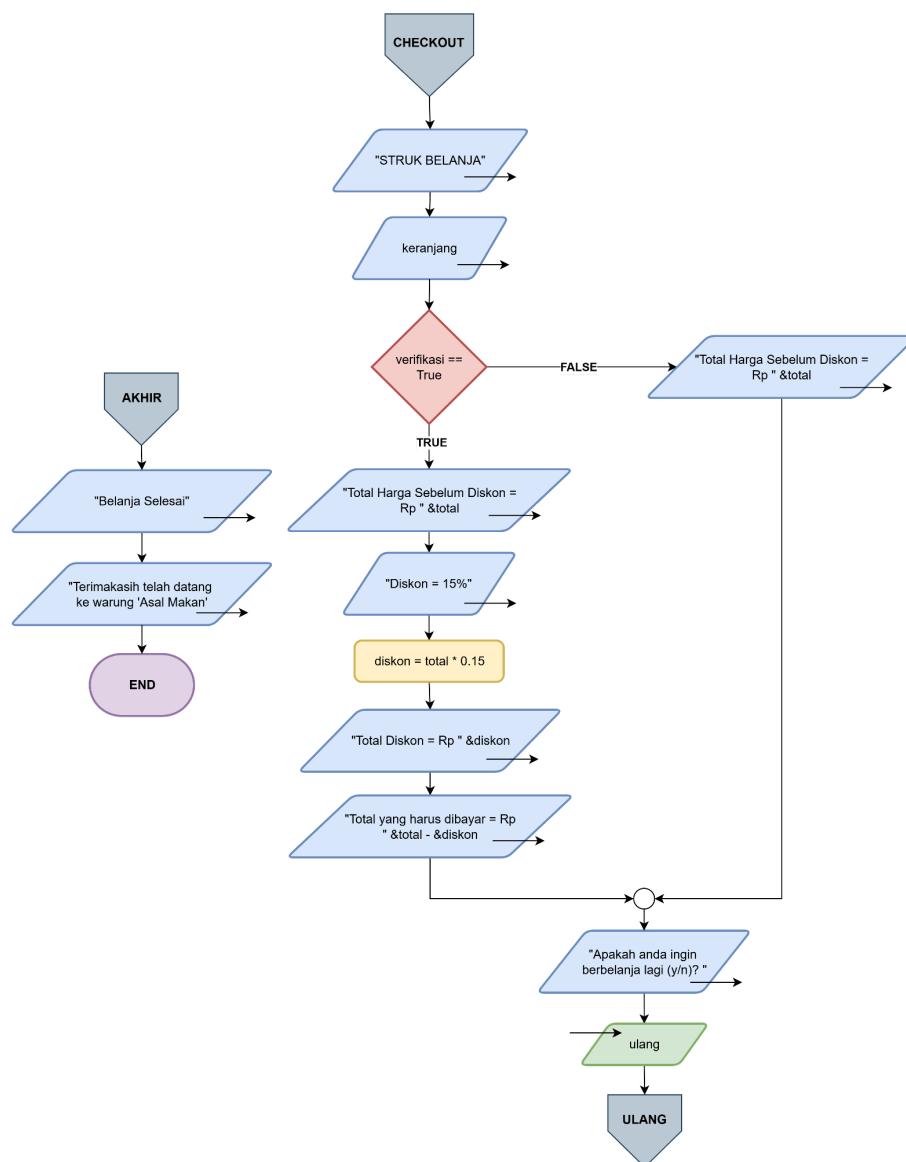 CHECKOUT
"STRUK BELANJA"
keranjang
verifikasi ==
True
FALSE
"Total Harga Sebelum Diskon =
Rp " &total
TRUE
"Total Harga Sebelum Diskon =
Rp " &total
"Diskon = 15%"
diskon = total * 0.15
"Total Diskon = Rp " &diskon
"Total yang harus dibayar = Rp
" &total - &diskon
"Apakah anda ingin
berbelanja lagi (y/n)? "
ulang
ULANG
AKHIR
"Belanja Selesai"
"Terimakasih telah datang
ke warung 'Asal Makan'
END